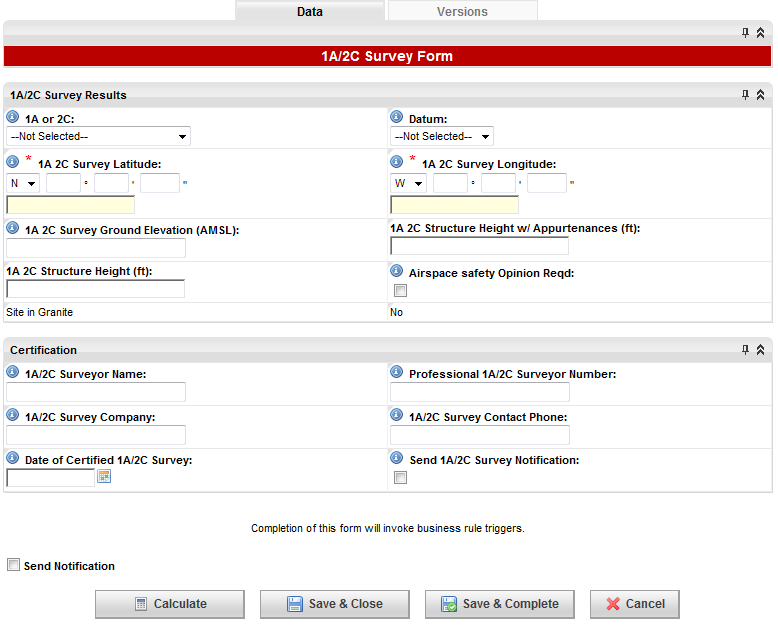 Data Versions
1A/2C Survey Form
1A/2C Survey Results
1A or 2C: Datum:
--Not Selected-- --Not Selected--
* 1A 2C Survey Latitude: * 1A 2C Survey Longitude:
N ° ' " W ° ' "
1A 2C Survey Ground Elevation (AMSL): 1A 2C Structure Height w/ Appurtenances (ft):
1A 2C Structure Height (ft): Airspace safety Opinion Reqd:
Site in Granite No
Certification
1A/2C Surveyor Name: Professional 1A/2C Surveyor Number:
1A/2C Survey Company: 1A/2C Survey Contact Phone:
Date of Certified 1A/2C Survey: Send 1A/2C Survey Notification:
Completion of this form will invoke business rule triggers.
Send Notification
Calculate Save & Close Save & Complete Cancel